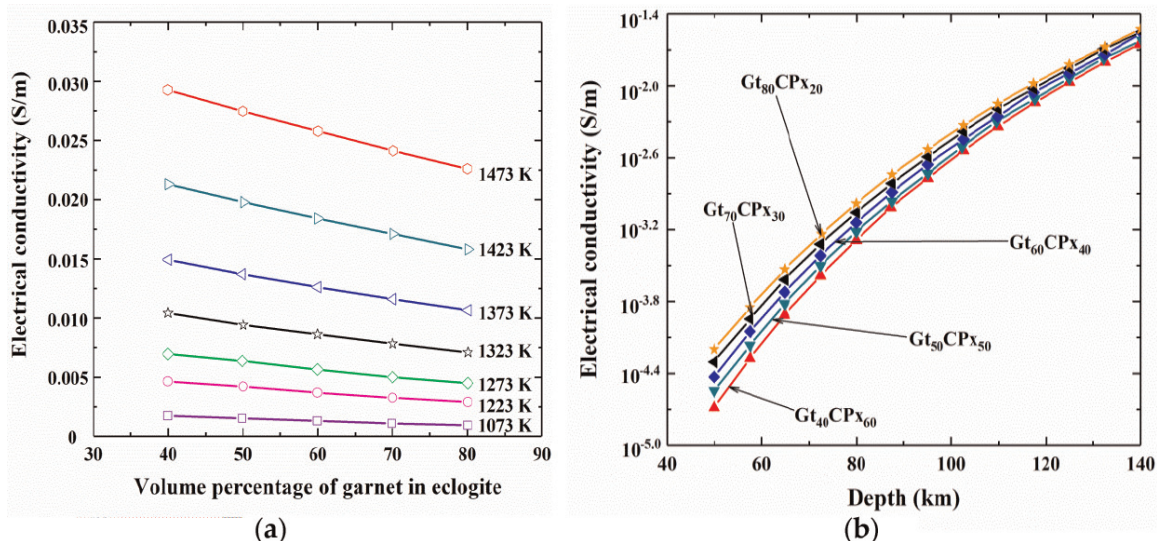 0.035
0.030
0.025
0.020
0.015
0.010
0.005
0
Electrical conductivity (S/m)
1473 K
1423 K
1373 K
1323 K
1273 K
1223 K
1073 K
30 40 50 60 70 80 90
Volume percentage of garnet in eclogite
(a)
10-1.4
10-2.0
10-2.6
10-3.2
10-3.8
10-4.4
10-5.0
Electrical conductivity (S/m)
Gt80CPx20
Gt70CPx30
Gt60CPx40
Gt50CPx50
Gt40CPx60
40 60 80 100 120 140
Depth (km)
(b)